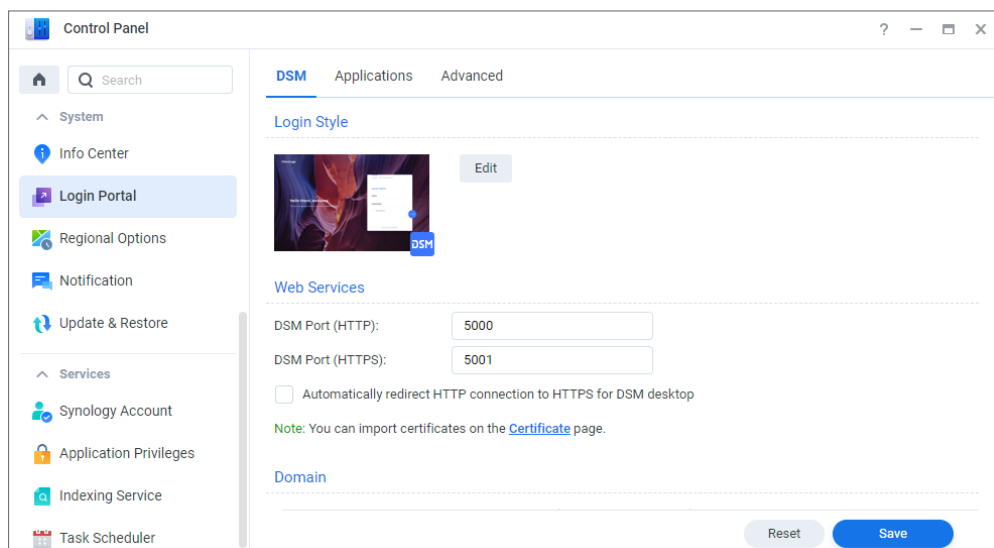 Control Panel
?
Search
System
Info Center
Login Portal
Regional Options
Notification
Update & Restore
Services
Synology Account
Application Privileges
Indexing Service
Task Scheduler
DSM Applications Advanced
Login Style
DSM
Edit
Web Services
DSM Port (HTTP): 5000
DSM Port (HTTPS): 5001
Automatically redirect HTTP connection to HTTPS for DSM desktop
Note: You can import certificates on the Certificate page.
Domain
Reset Save